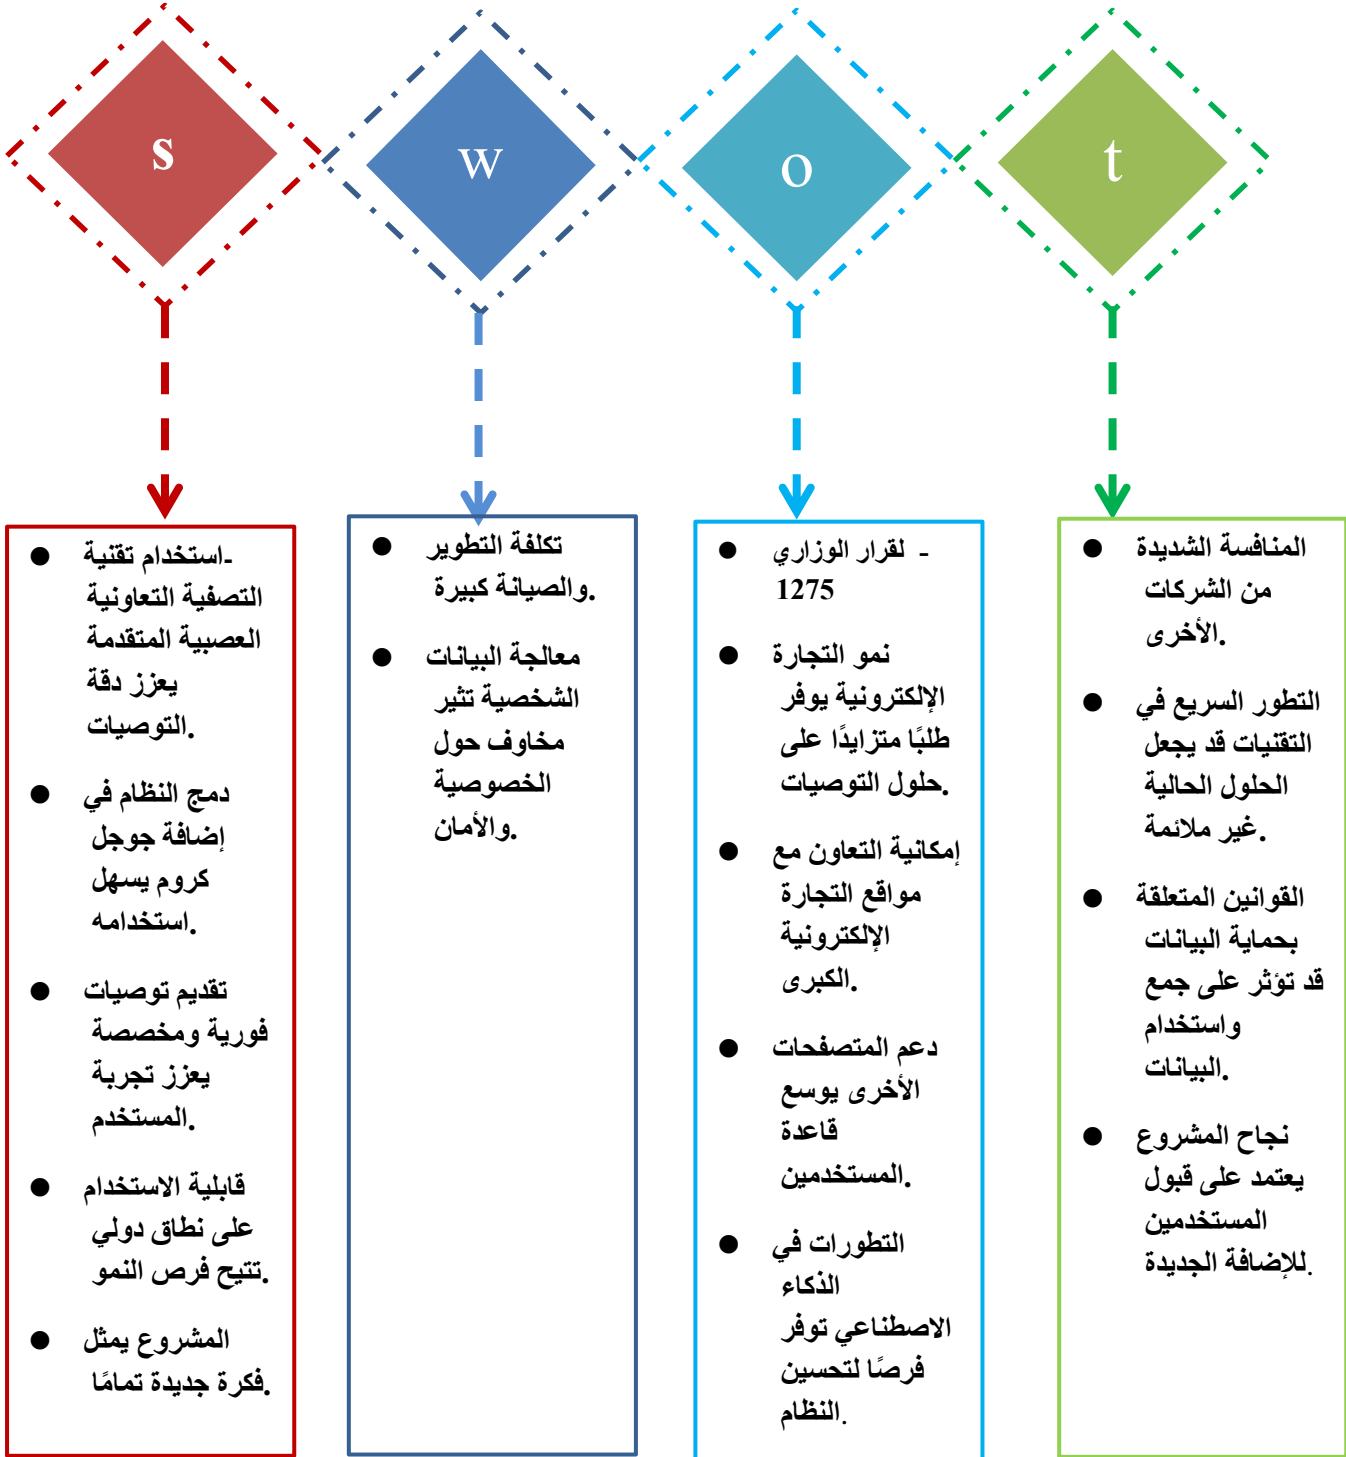 s
w
o
t
-استخدام تقنية
التصفية التعاونية
العصبية المتقدمة
يعزز دقة
التوصيات.
دمج النظام في
إضافة جوجل
كروم يسهل
استخدامه.
تقديم توصيات
فورية ومخصصة
يعزز تجربة
المستخدم.
قابلية الاستخدام
على نطاق دولي
تتيح فرص النمو.
المشروع يمثل
فكرة جديدة تمامًا.
تكلفة التطوير
والصيانة كبيرة.
معالجة البيانات
الشخصية تثير
مخاوف حول
الخصوصية
والأمان.
- لقرار الوزاري
1275
نمو التجارة
الإلكترونية يوفر
طلبًا متزايدًا على
حلول التوصيات.
إمكانية التعاون مع
مواقع التجارة
الإلكترونية
الكبرى.
دعم المتصفحات
الأخرى يوسع
قاعدة
المستخدمين.
التطورات في
الذكاء
الاصطناعي توفر
فرصًا لتحسين
النظام.
المنافسة الشديدة
من الشركات
الأخرى.
التطور السريع في
التقنيات قد يجعل
الحلول الحالية
غير ملائمة.
القوانين المتعلقة
بحماية البيانات
قد تؤثر على جمع
واستخدام
البيانات.
نجاح المشروع
يعتمد على قبول
المستخدمين
للإضافة الجديدة.